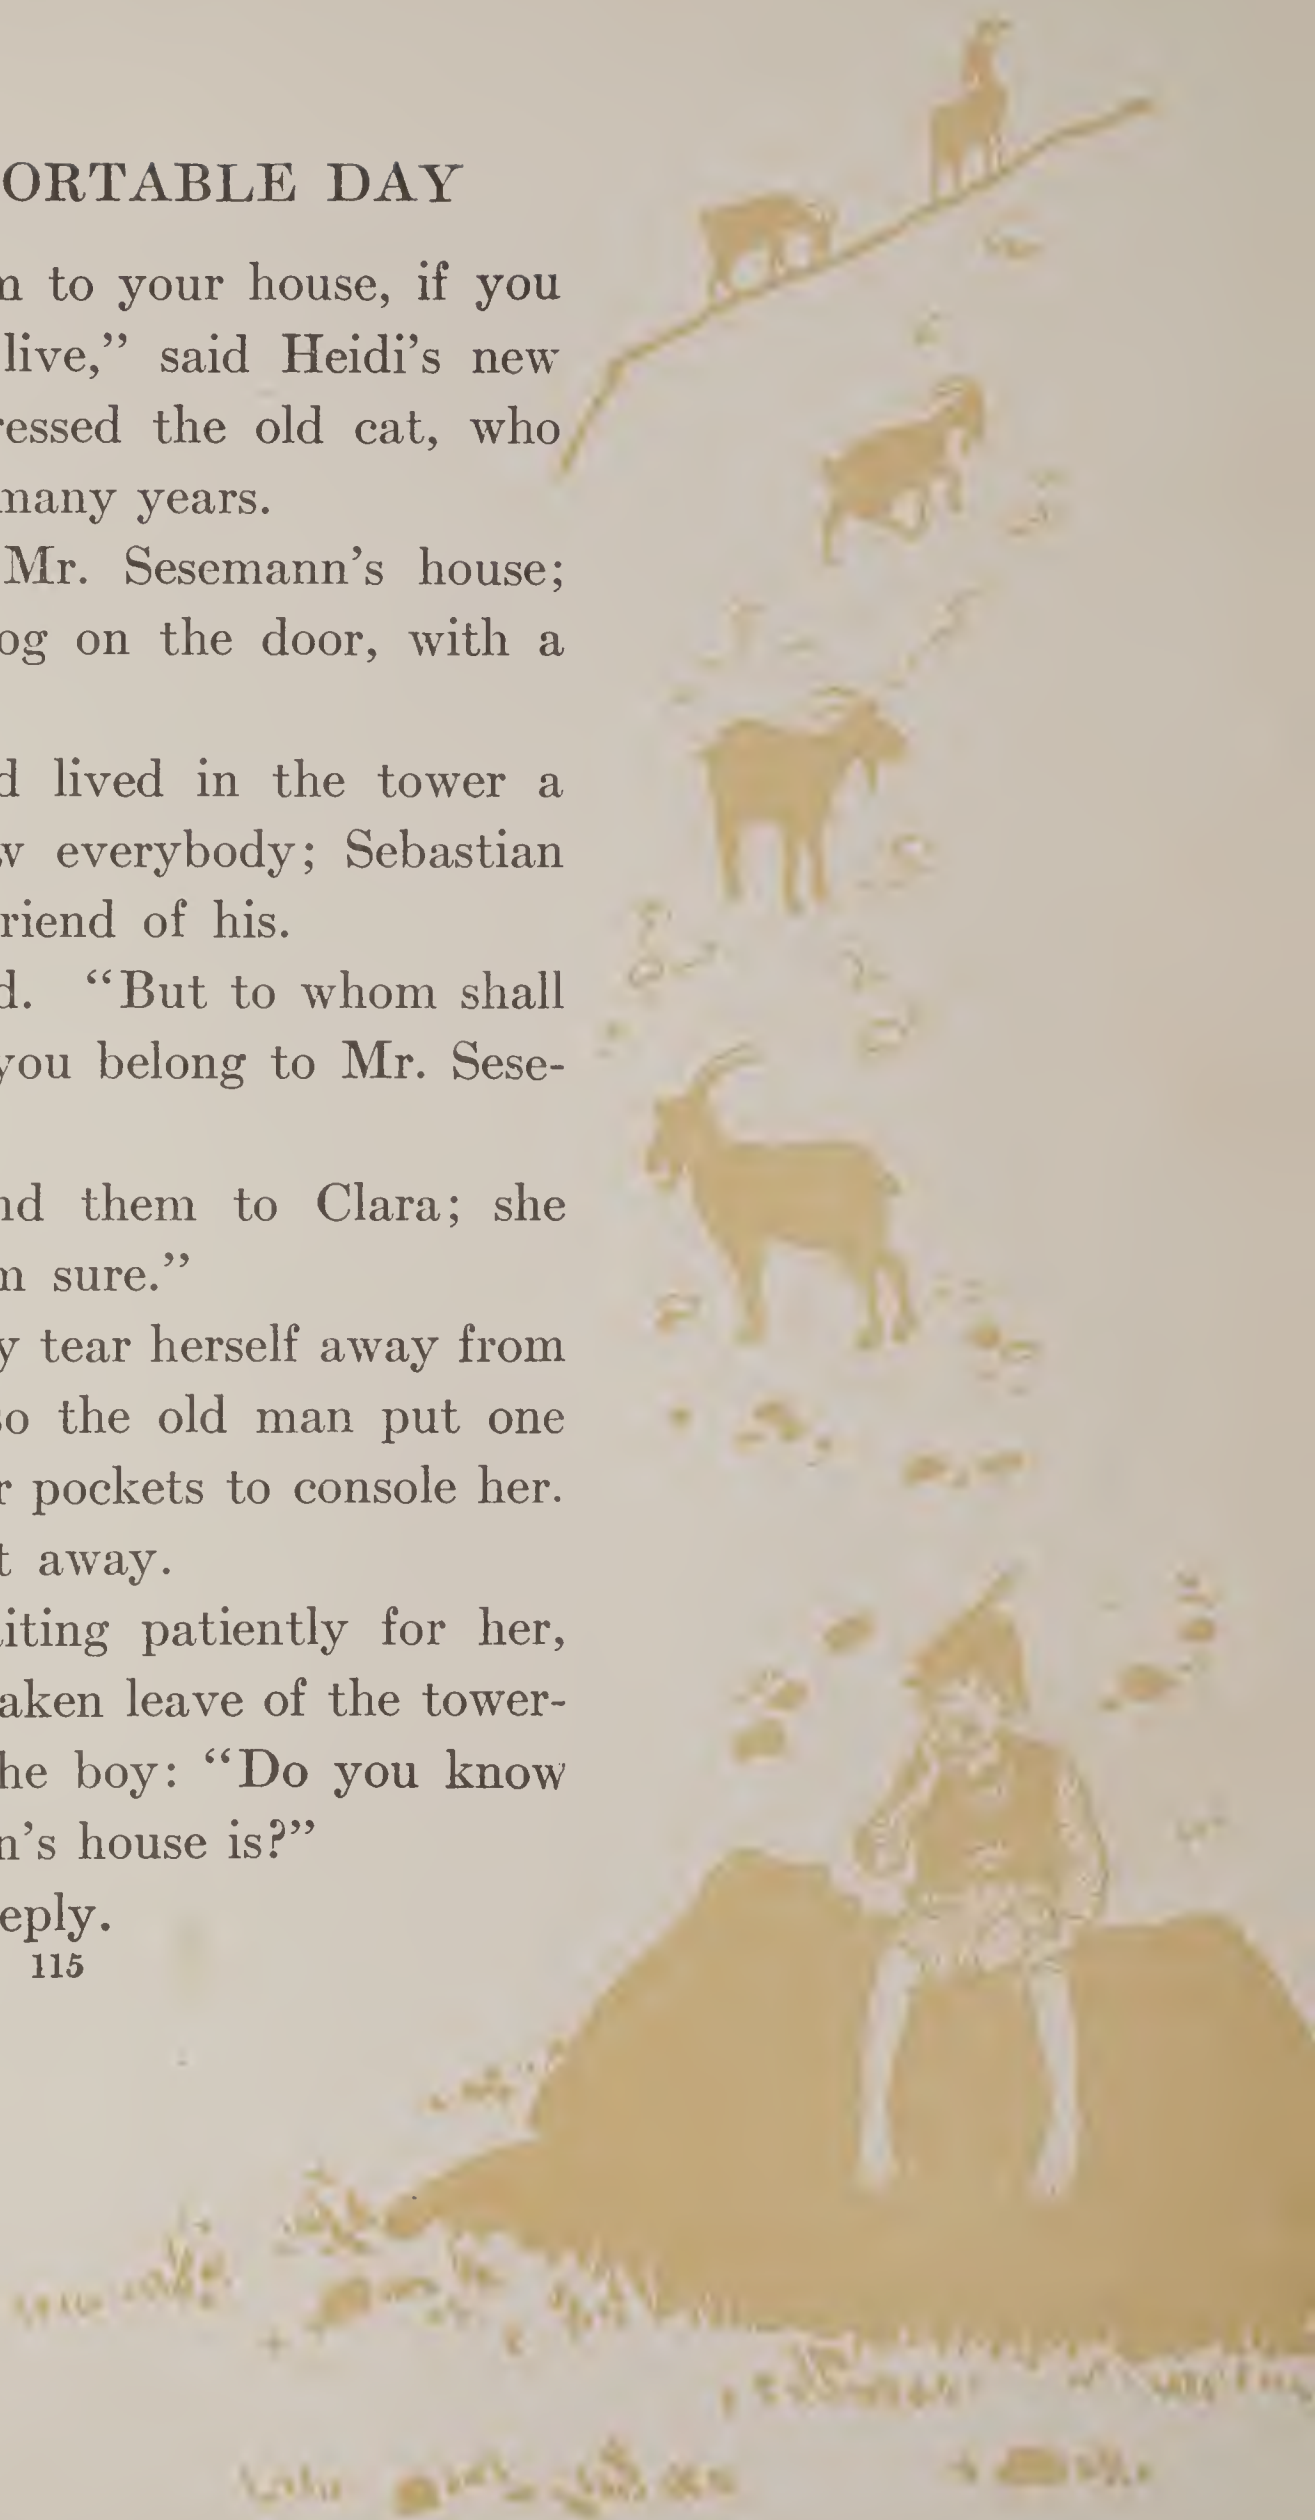 ORTABLE DAY
n to your house, if you
live,” said Heidi’s new
ressed the old cat, who
many years.
Mr. Sesemann’s house;
og on the door, with a
d lived in the tower a
w everybody; Sebastian
riend of his.
d. “But to whom shall
you belong to Mr. Sese-
nd them to Clara; she
m sure.”
y tear herself away from
so the old man put one
r pockets to console her.
t away.
iting patiently for her,
aken leave of the tower-
he boy: “Do you know
n’s house is?”
eply.
115